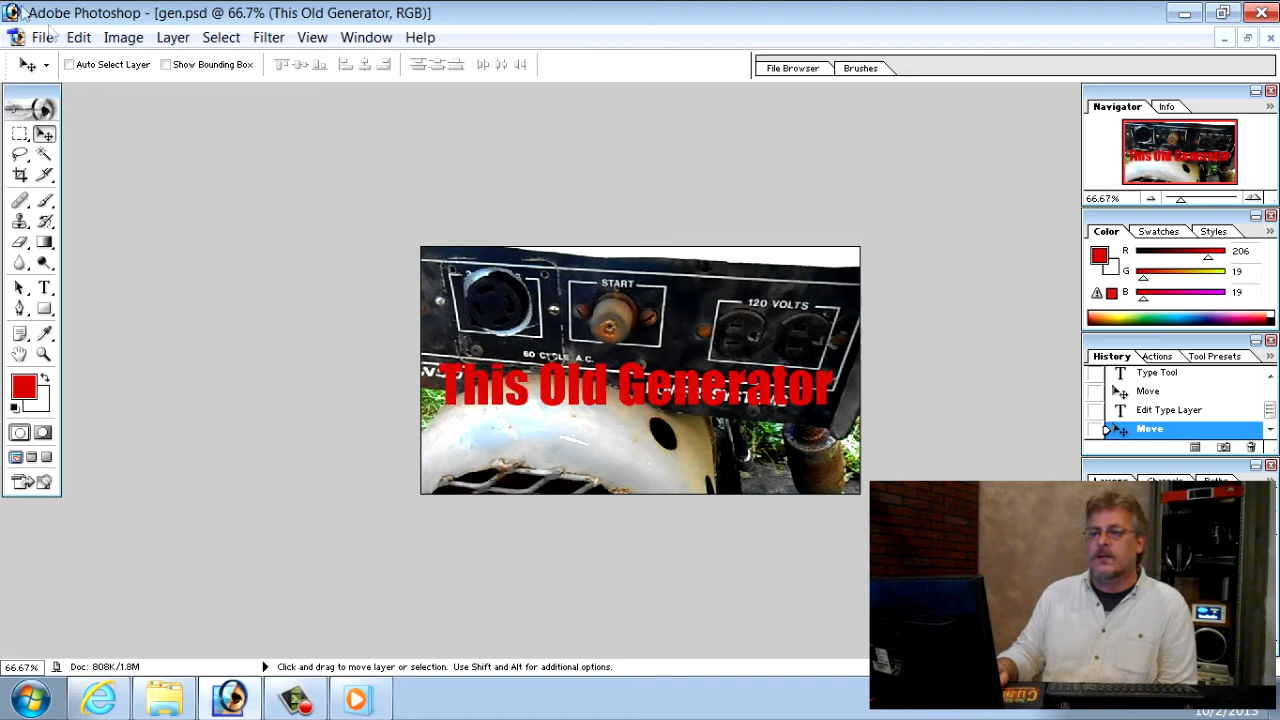 Adobe Photoshop - [gen.psd @ 66.7% (This Old Generator, RGB)]
File Edit Image Layer Select Filter View Window Help
Auto Select Layer Show Bounding Box
File Browser Brushes
Navigator Info
66.67%
Color Swatches Styles
R 206
G 19
B 19
History Actions Tool Presets
Type Tool
Move
Edit Type Layer
Move
START
120 VOLTS
60 CYCLE A.C.
This Old Generator
66.67% Doc: 808K/1.8M Click and drag to move layer or selection. Use Shift and Alt for additional options.
10/2/2013